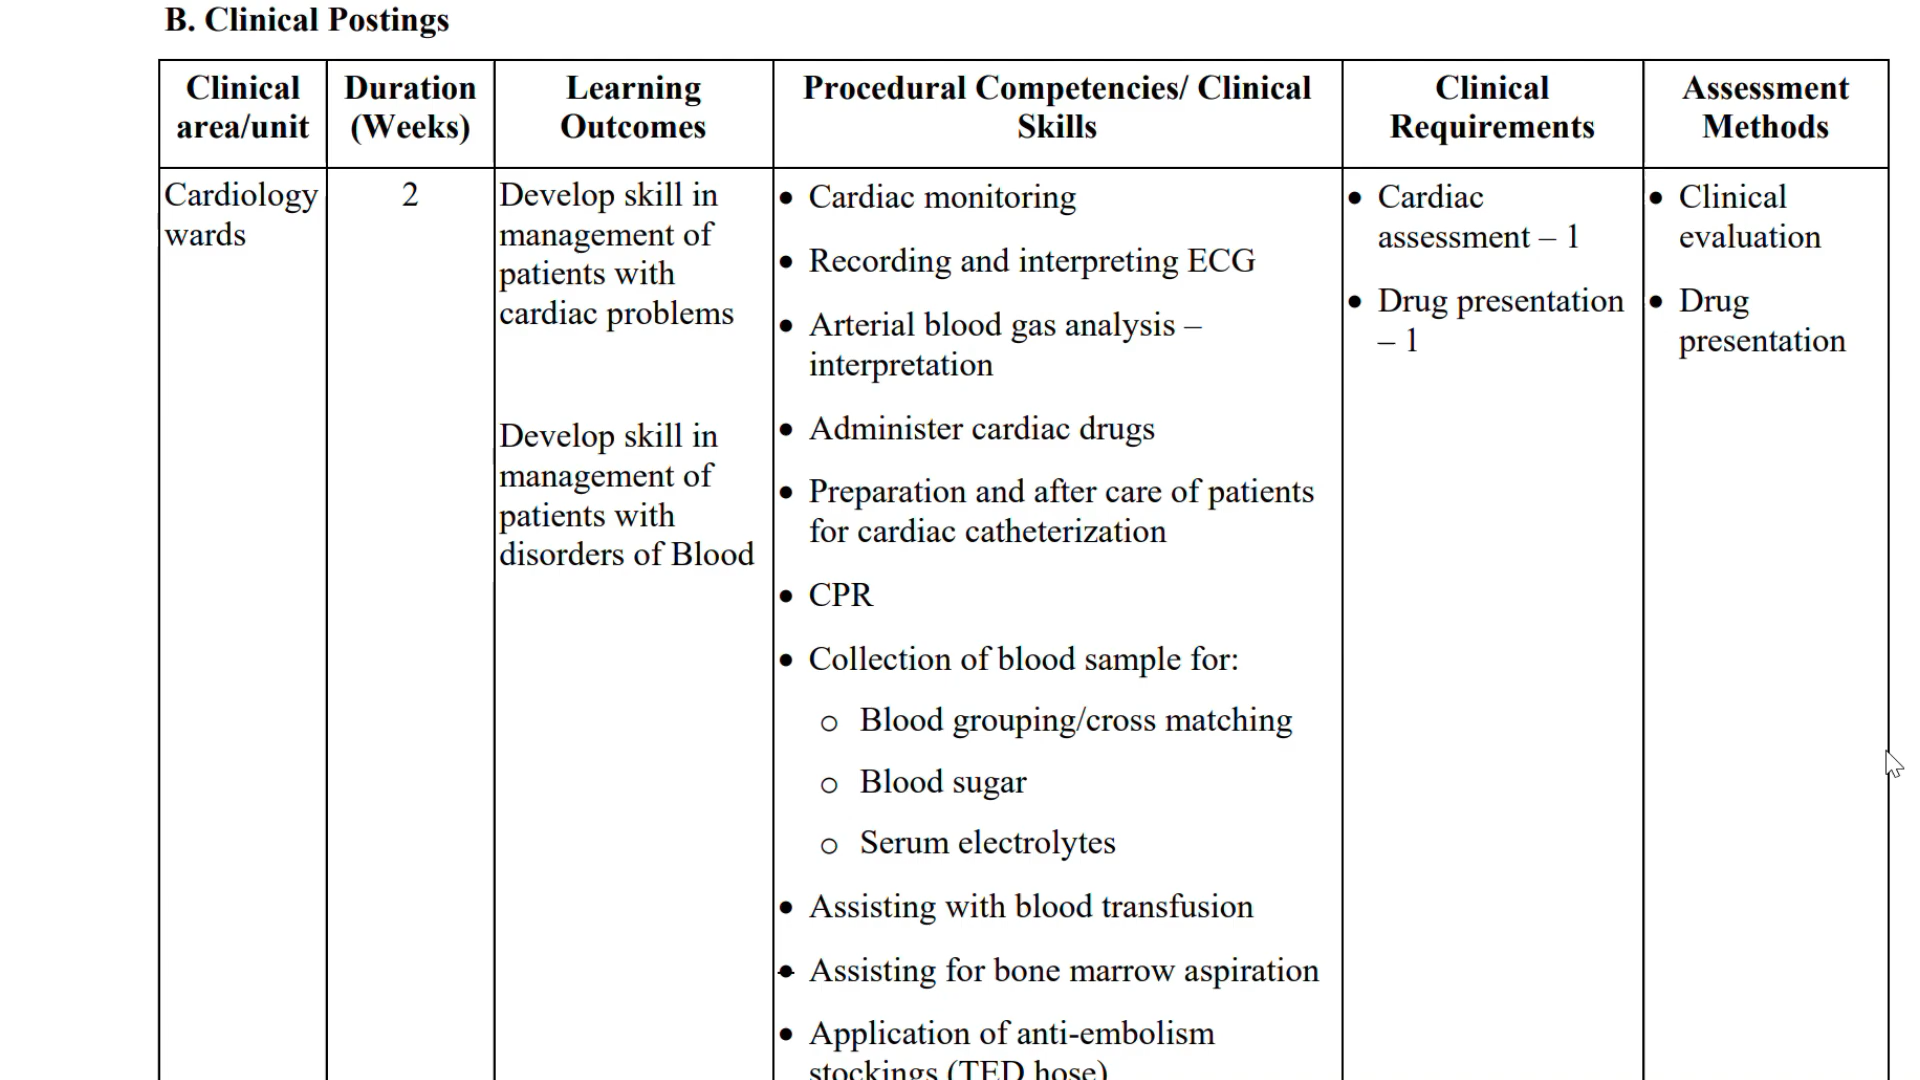 B. Clinical Postings
Clinical area/unit
Duration (Weeks)
Learning Outcomes
Procedural Competencies/ Clinical Skills
Clinical Requirements
Assessment Methods
Cardiology
wards
2
Develop skill in
management of
patients with
cardiac problems
Develop skill in
management of
patients with
disorders of Blood
• Cardiac monitoring
• Recording and interpreting ECG
• Arterial blood gas analysis –
interpretation
• Administer cardiac drugs
• Preparation and after care of patients
for cardiac catheterization
• CPR
• Collection of blood sample for:
o Blood grouping/cross matching
o Blood sugar
o Serum electrolytes
• Assisting with blood transfusion
• Assisting for bone marrow aspiration
• Application of anti-embolism
stockings (TED hose)
• Cardiac
assessment – 1
• Drug presentation
– 1
• Clinical
evaluation
• Drug
presentation